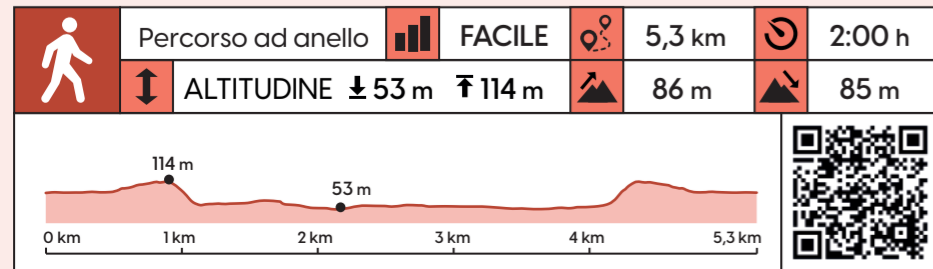 Percorso ad anello FACILE 5,3 km 2:00 h
ALTITUDINE 53 m 114 m 86 m 85 m
114 m
53 m
0 km 1 km 2 km 3 km 4 km 5,3 km